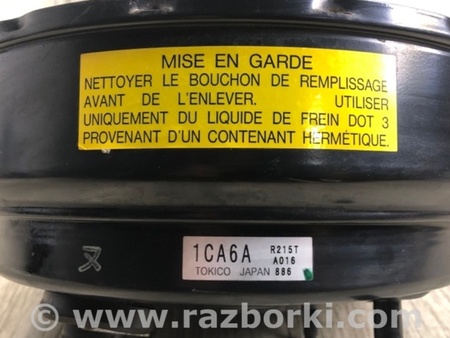 MISE EN GARDE
NETTOYER LE BOUCHON DE REMPLISSAGE
AVANT DE L'ENLEVER. UTILISER
UNIQUEMENT DU LIQUIDE DE FREIN DOT 3
PROVENANT D'UN CONTENANT HERMÉTIQUE.
1CA6A R215T
A016
TOKICO JAPAN 886
www.razborki.com